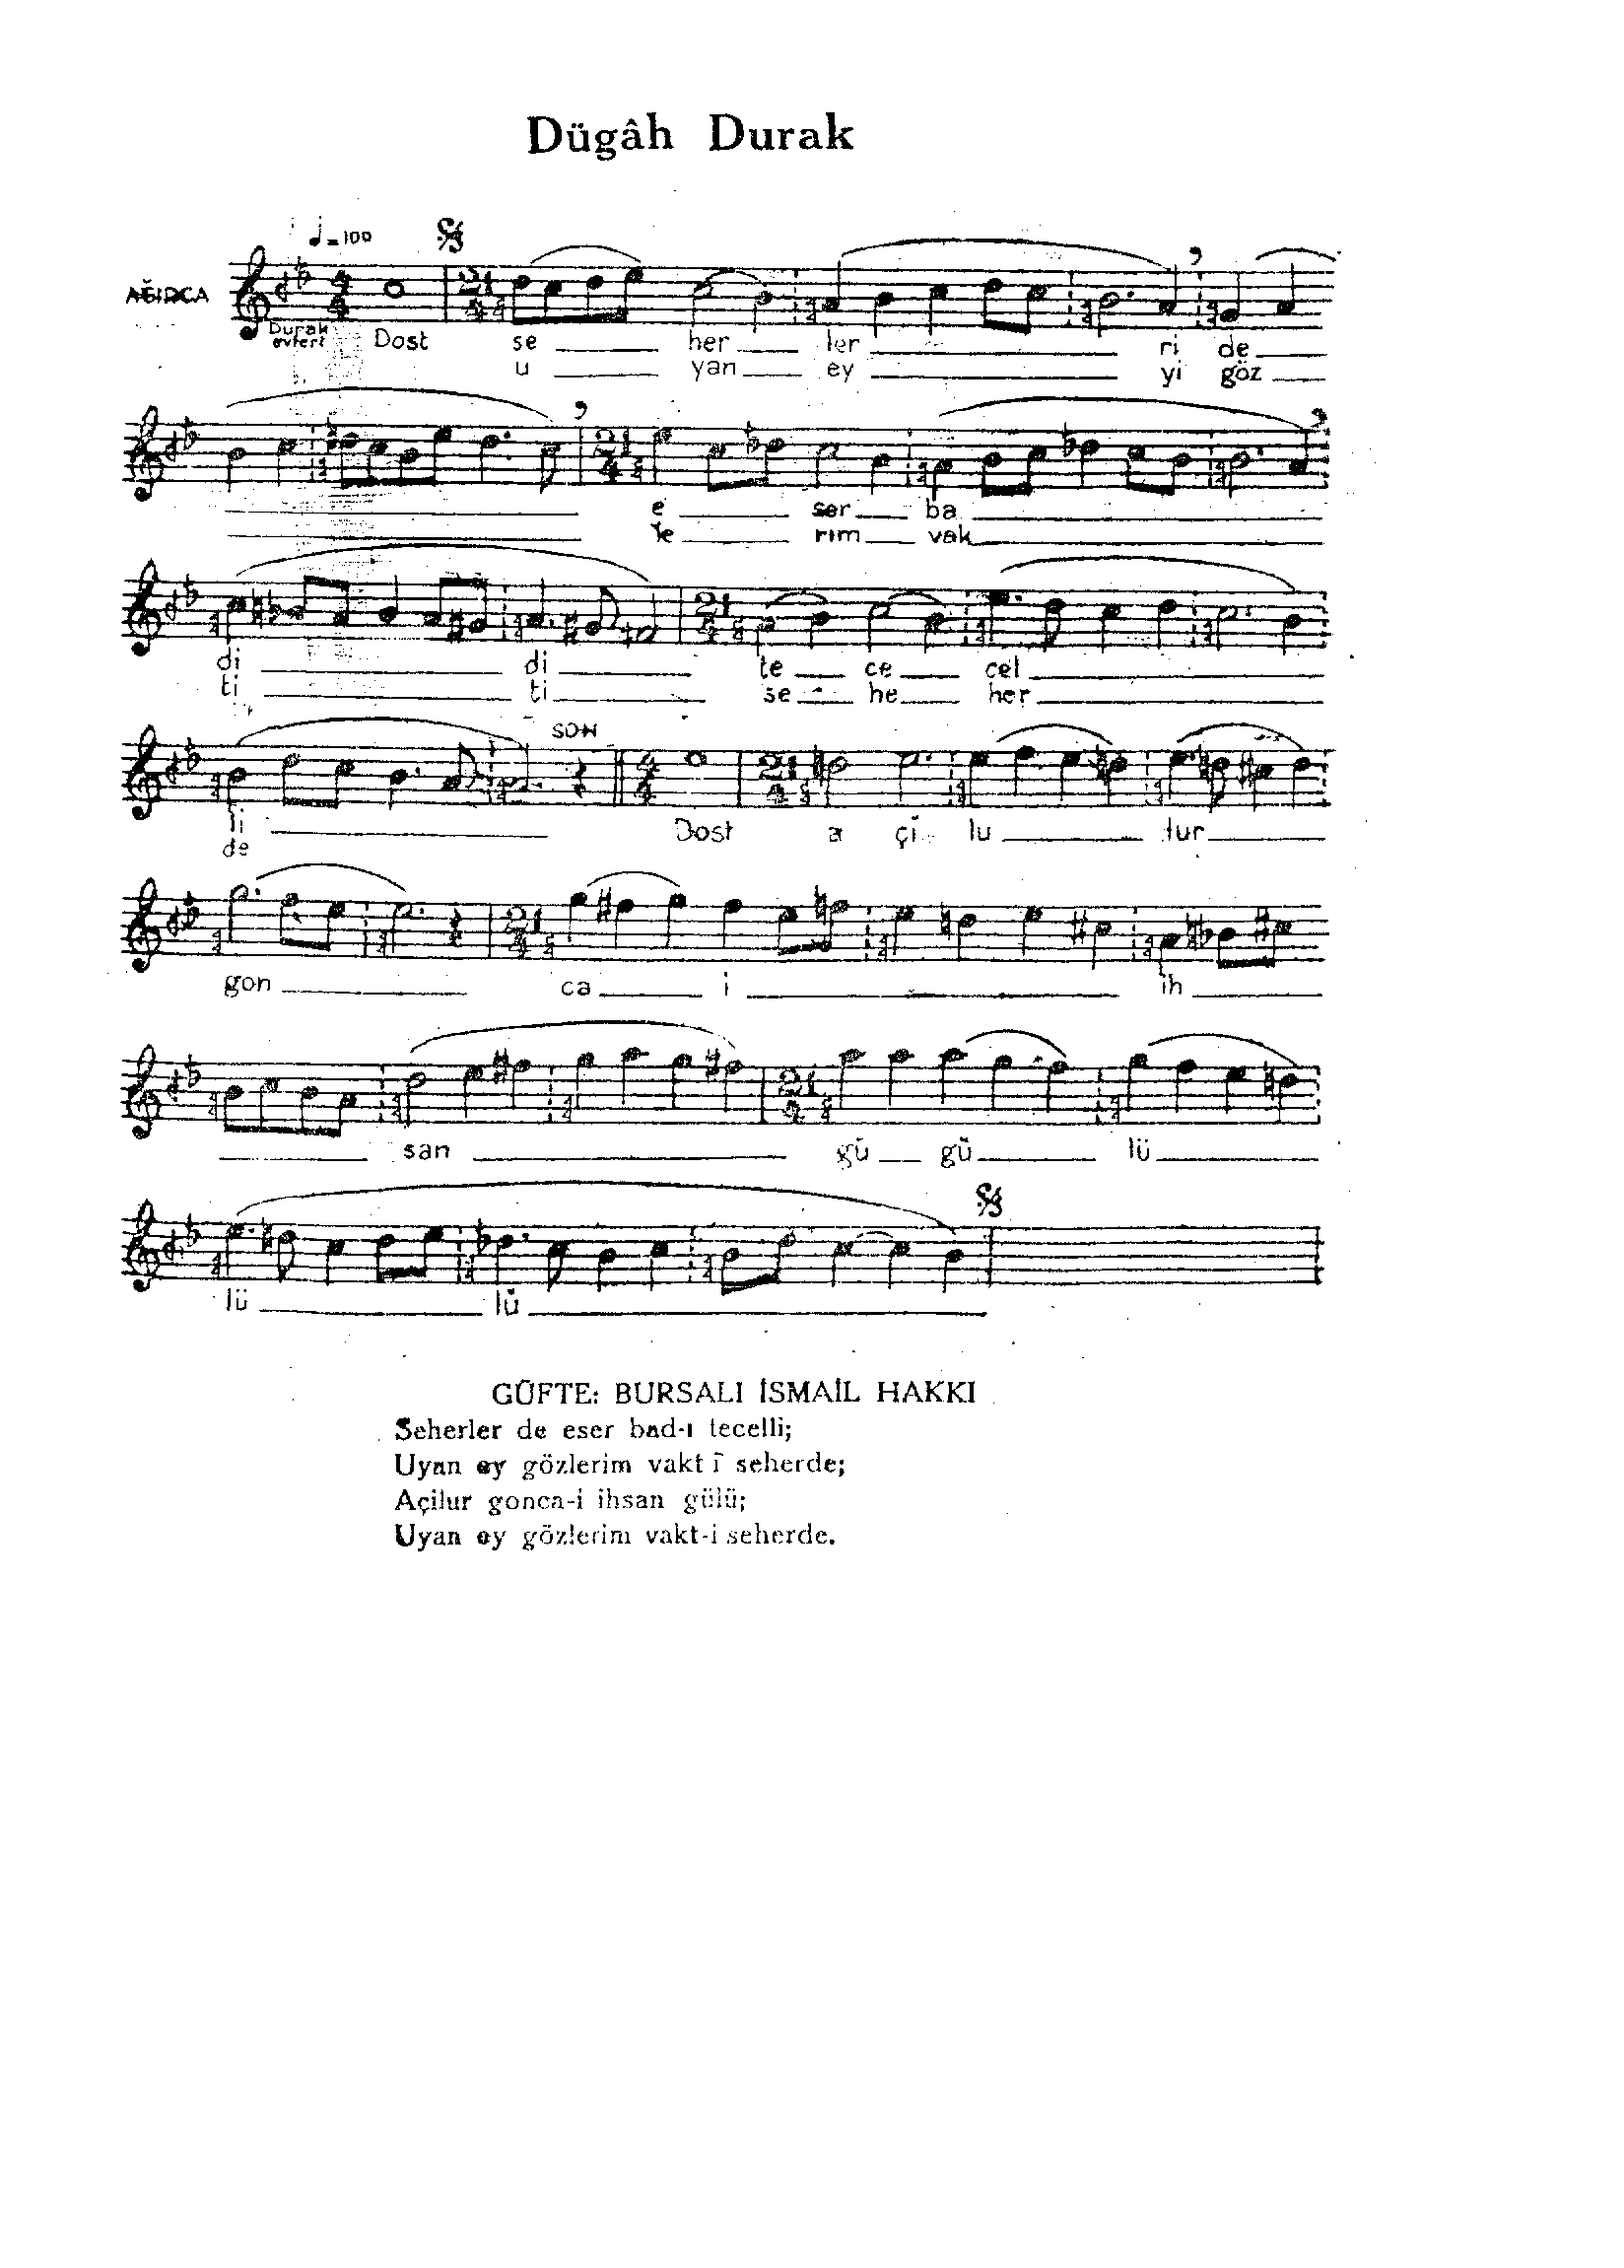 Dügâh Durak
♩=100
AĞIRCA
Durak evferi
Dost se her ler ri de
u yan ey yi göz
e ser ba
le rim vak
di di te ce cel
ti ti se he her
SON
li Dost a çi lu lur
de
gon ca i ih
san gü gü lü
lü lü
GÜFTE: BURSALI İSMAİL HAKKI
Seherler de eser bad-ı tecelli;
Uyan ey gözlerim vakt ī seherde;
Açilur gonca-i ihsan gülü;
Uyan ey gözlerim vakt-i seherde.